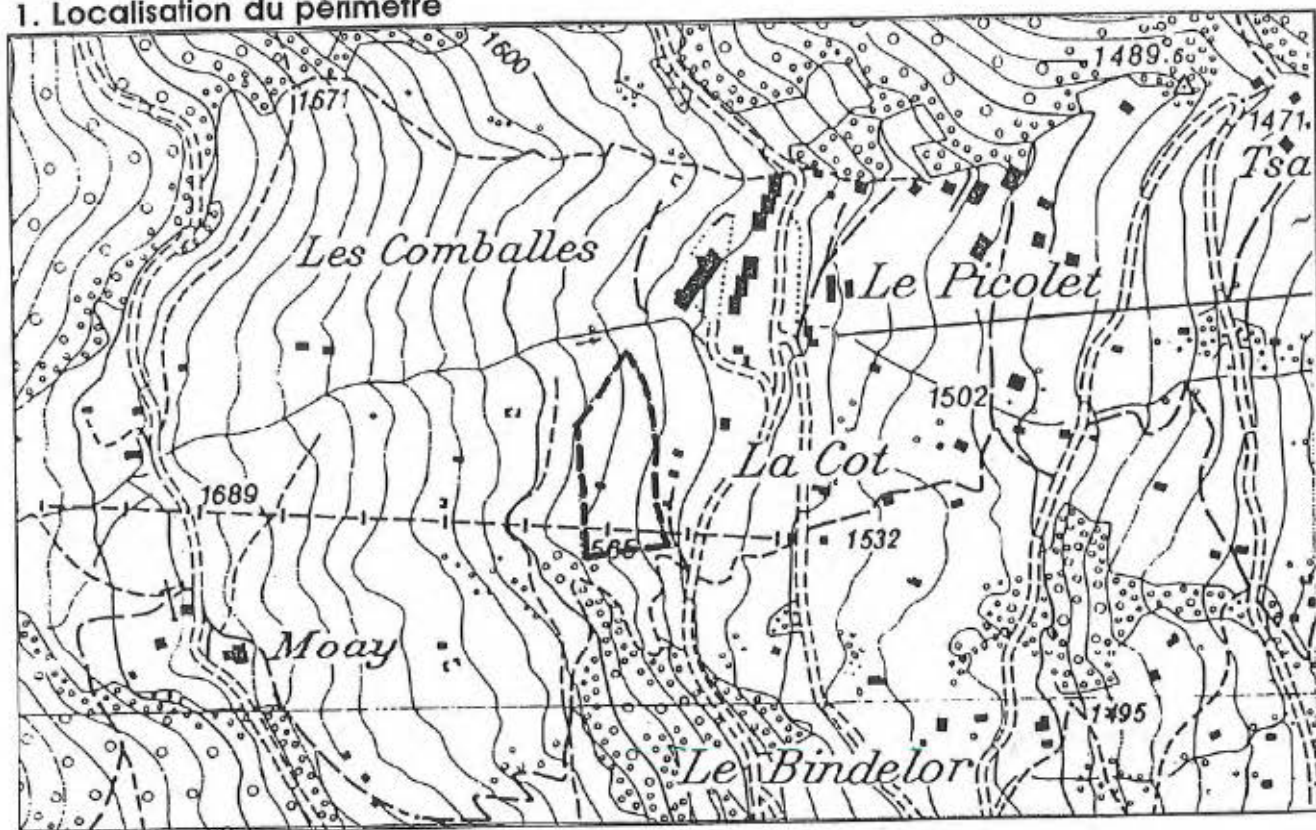 1. Localisation du périmètre
1600
1489.6
1671
1471
Tsa
Les Comballes
Le Picolet
1502
La Cot
1689
565
1532
Moay
1495
Le Bindelor